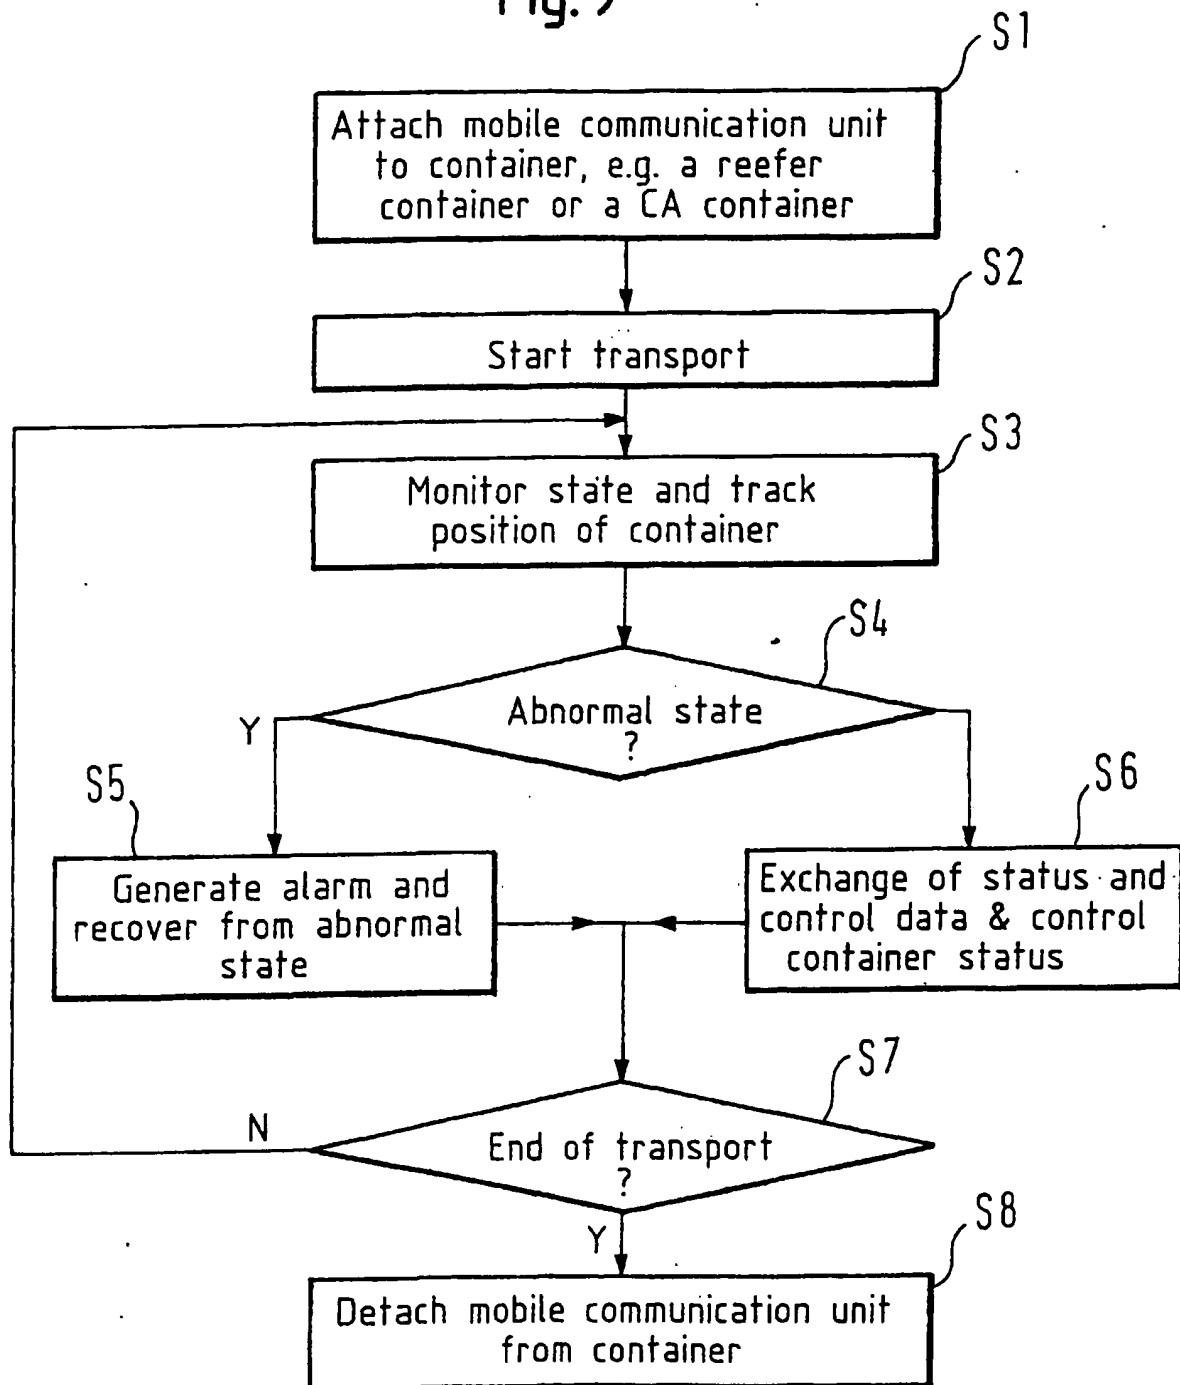 Fig. 9
S1
Attach mobile communication unit
to container, e.g. a reefer
container or a CA container
S2
Start transport
S3
Monitor state and track
position of container
S4
Abnormal state
?
Y
S5
S6
Generate alarm and
recover from abnormal
state
Exchange of status and
control data & control
container status
S7
End of transport
?
N
Y
S8
Detach mobile communication unit
from container